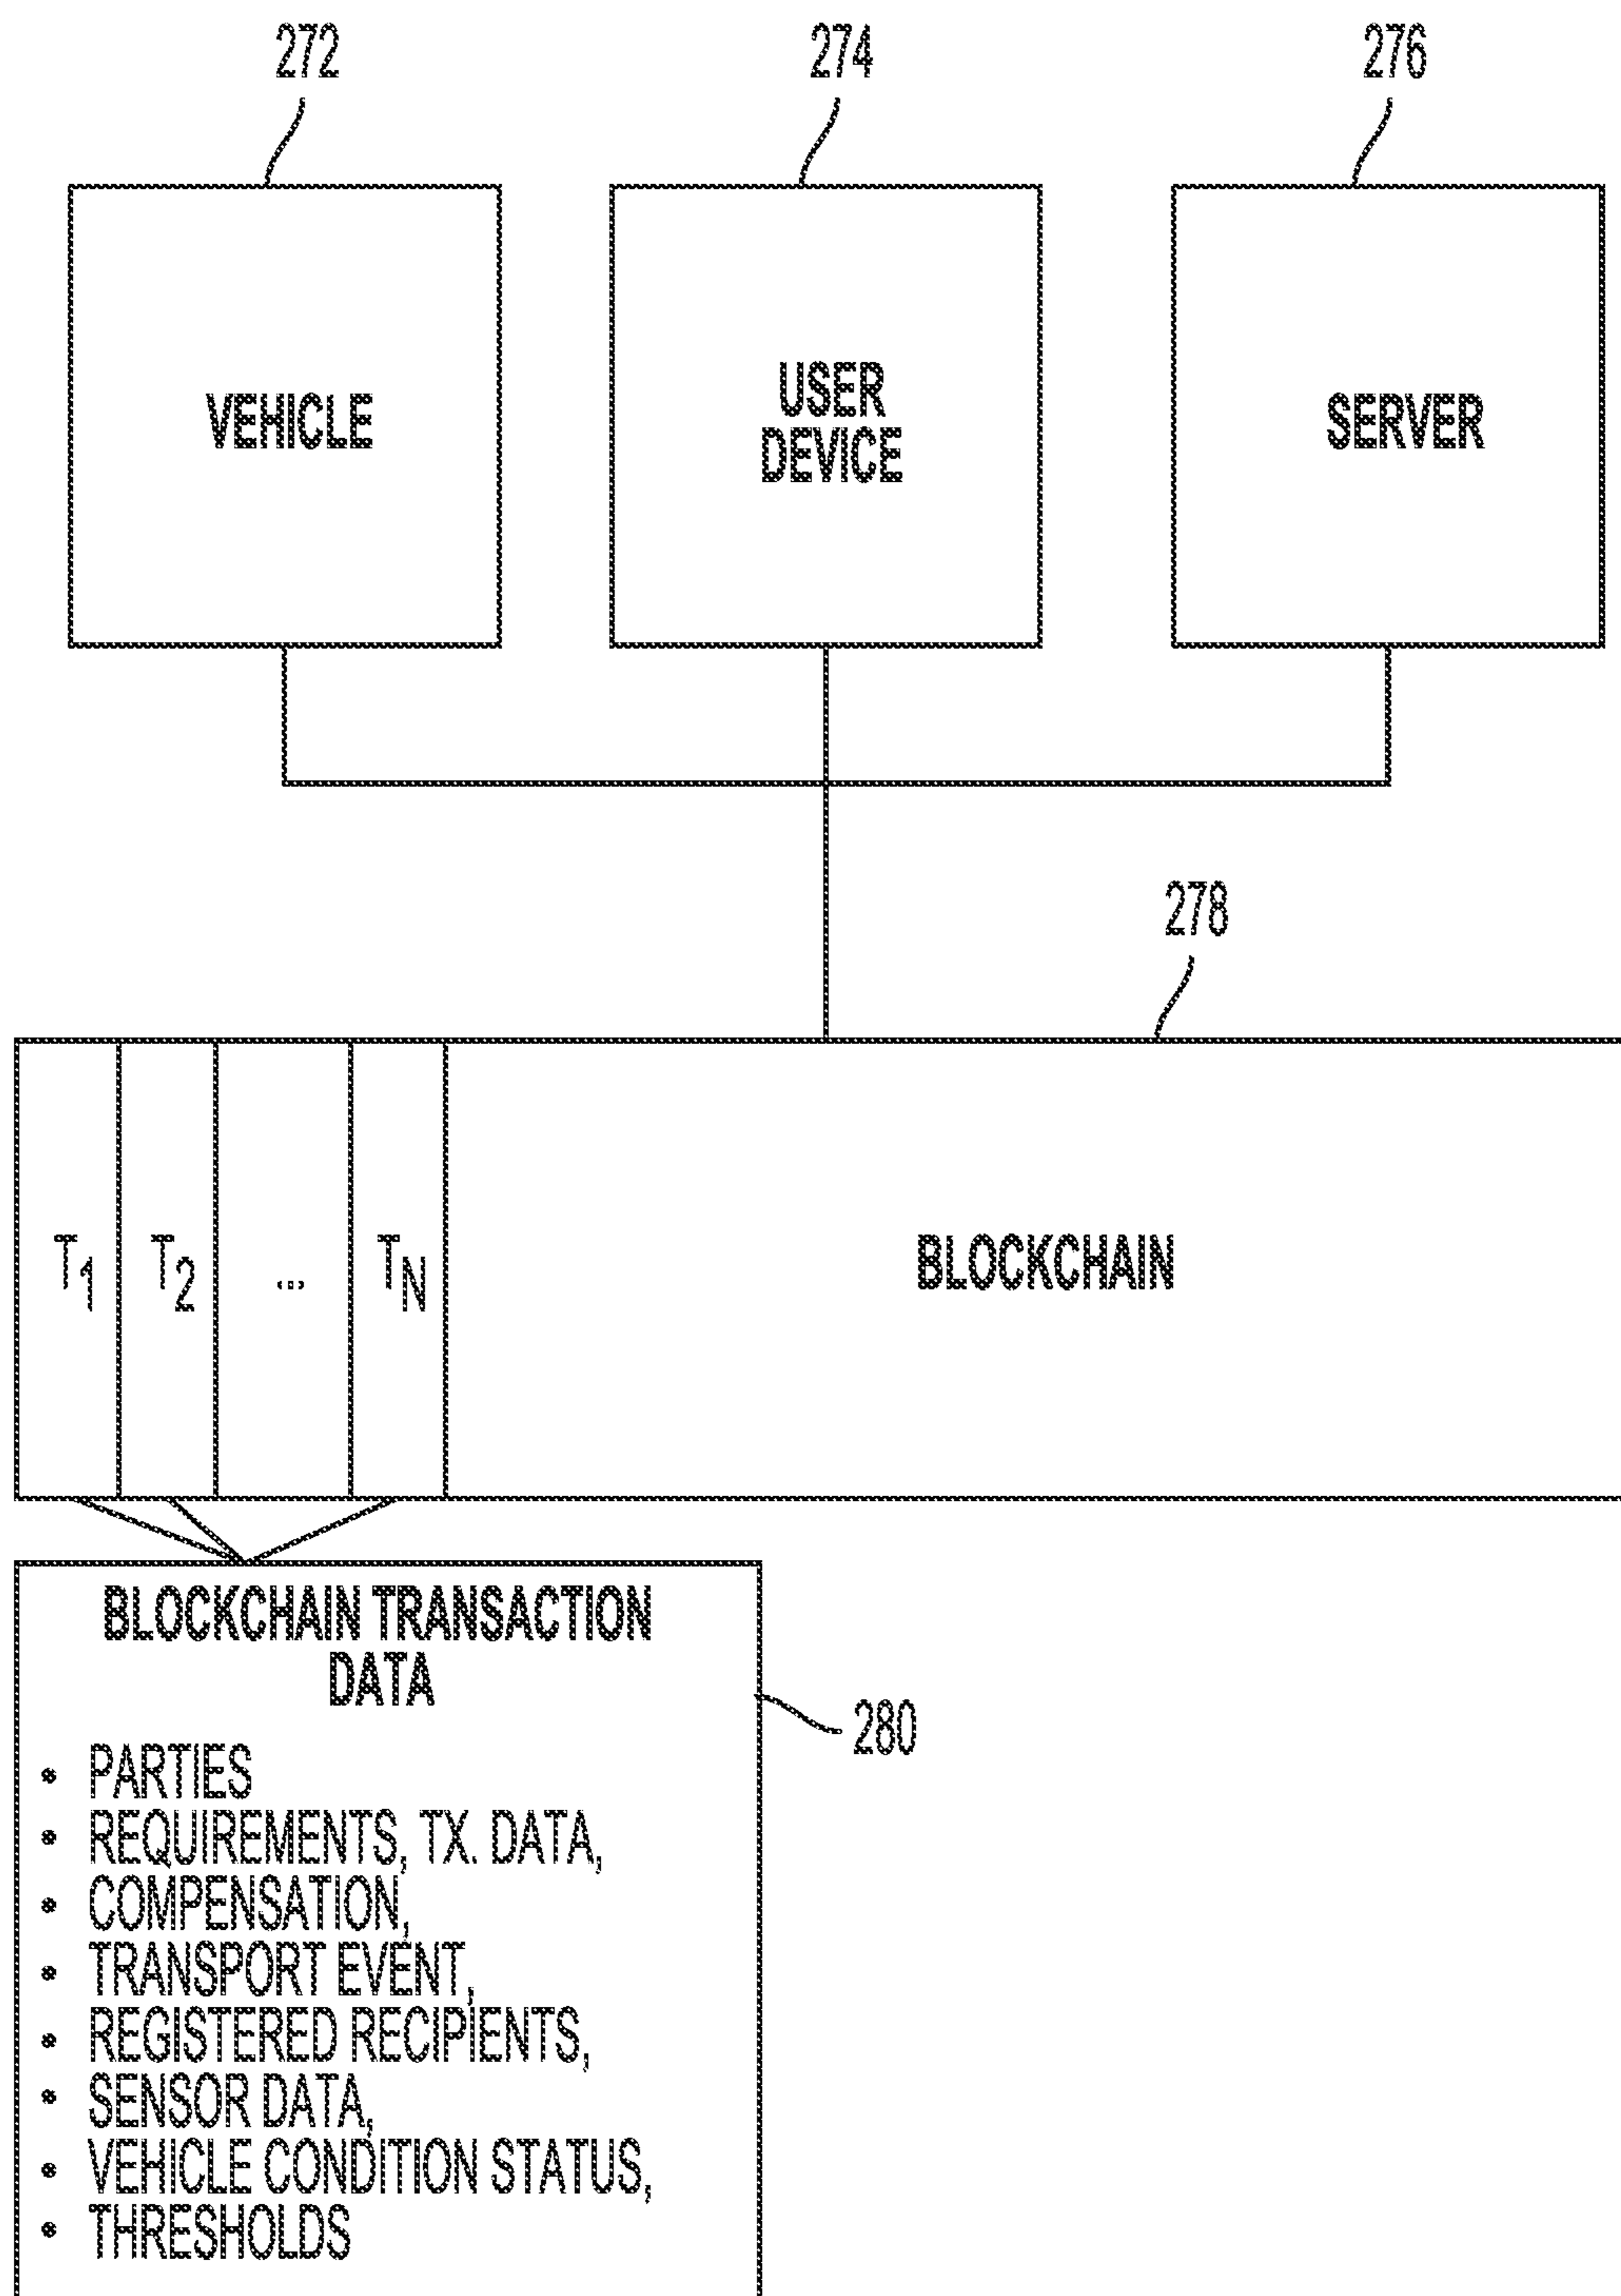 272
274
276
VEHICLE
USER
DEVICE
SERVER
278
T1
T2
...
TN
BLOCKCHAIN
BLOCKCHAIN TRANSACTION
DATA
280
• PARTIES
• REQUIREMENTS, TX. DATA,
• COMPENSATION,
• TRANSPORT EVENT,
• REGISTERED RECIPIENTS,
• SENSOR DATA,
• VEHICLE CONDITION STATUS,
• THRESHOLDS